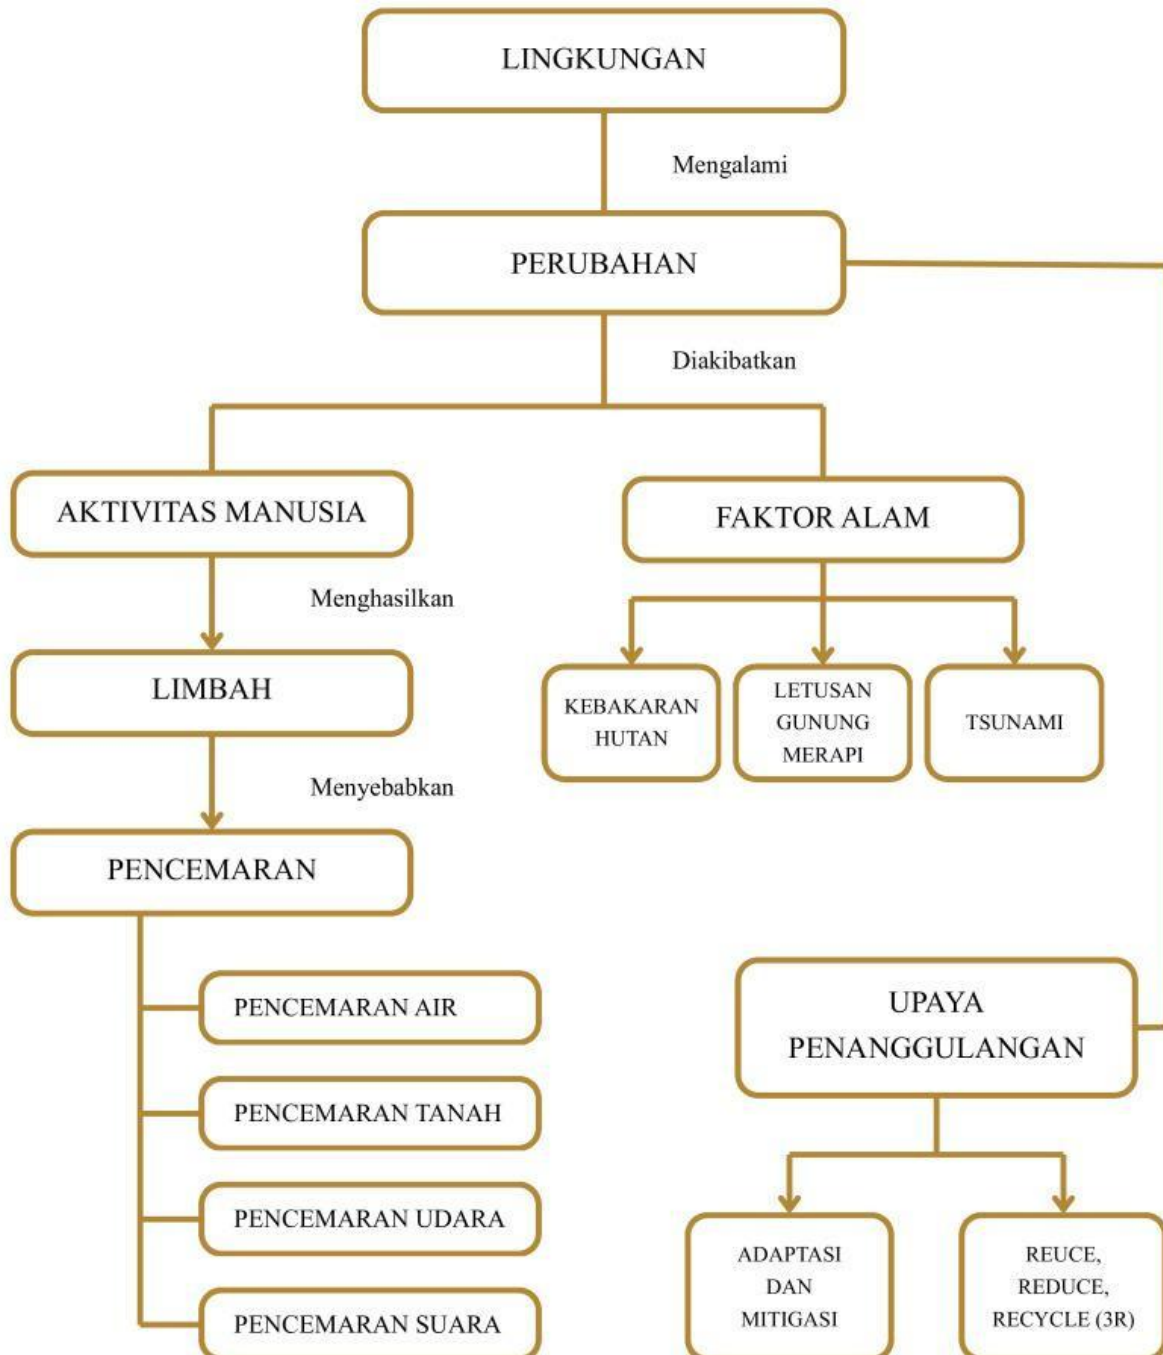 LINGKUNGAN
Mengalami
PERUBAHAN
Diakibatkan
AKTIVITAS MANUSIA
FAKTOR ALAM
Menghasilkan
LIMBAH
KEBAKARAN
HUTAN
LETUSAN
GUNUNG
MERAPI
TSUNAMI
Menyebabkan
PENCEMARAN
PENCEMARAN AIR
PENCEMARAN TANAH
PENCEMARAN UDARA
PENCEMARAN SUARA
UPAYA
PENANGGULANGAN
ADAPTASI
DAN
MITIGASI
REUCE,
REDUCE,
RECYCLE (3R)